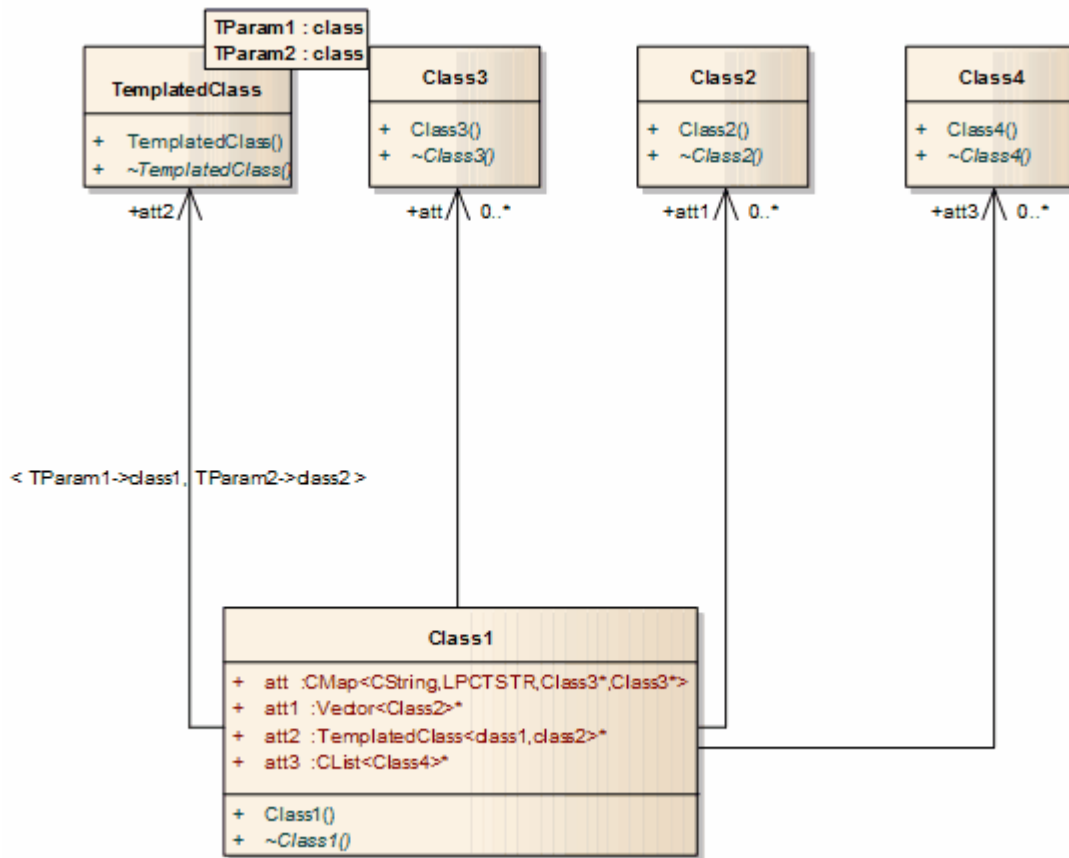 TParam1 : class
TParam2 : class
TemplatedClass
+ TemplatedClass()
+ ~TemplatedClass()
Class3
+ Class3()
+ ~Class3()
Class2
+ Class2()
+ ~Class2()
Class4
+ Class4()
+ ~Class4()
+att2
+att 0..*
+att1 0..*
+att3 0..*
< TParam1->class1, TParam2->class2 >
Class1
+ att :CMap<CString,LPCTSTR,Class3*,Class3*>
+ att1 :Vector<Class2>*
+ att2 :TemplatedClass<class1,class2>*
+ att3 :CList<Class4>*
+ Class1()
+ ~Class1()